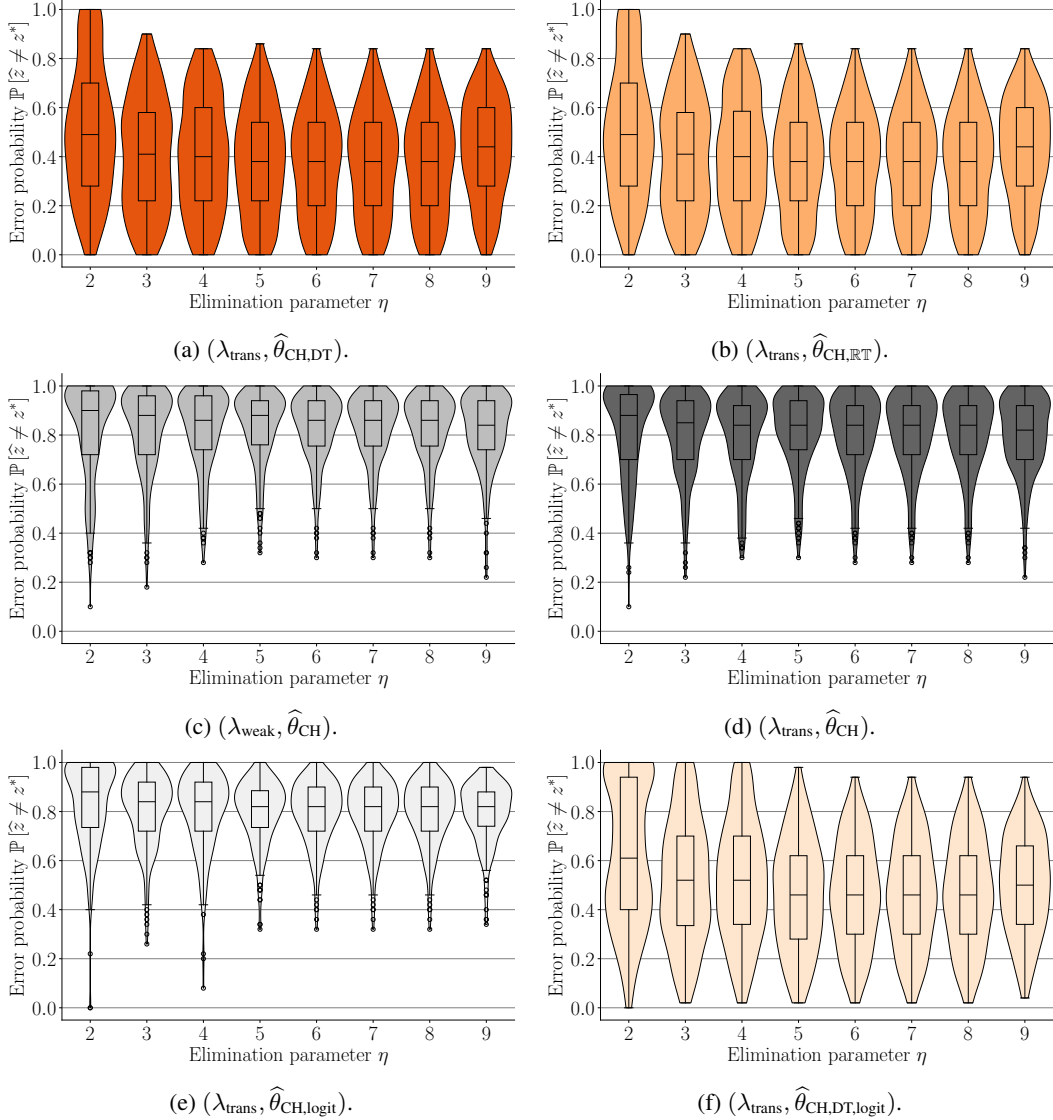 Error probability ℙ[ẑ ≠ z*]
1.0
0.8
0.6
0.4
0.2
0.0
2 3 4 5 6 7 8 9
Elimination parameter η
(a) (λ_trans, θ̂_CH,DT).
Error probability ℙ[ẑ ≠ z*]
1.0
0.8
0.6
0.4
0.2
0.0
2 3 4 5 6 7 8 9
Elimination parameter η
(b) (λ_trans, θ̂_CH,ℝ𝕋).
Error probability ℙ[ẑ ≠ z*]
1.0
0.8
0.6
0.4
0.2
0.0
2 3 4 5 6 7 8 9
Elimination parameter η
(c) (λ_weak, θ̂_CH).
Error probability ℙ[ẑ ≠ z*]
1.0
0.8
0.6
0.4
0.2
0.0
2 3 4 5 6 7 8 9
Elimination parameter η
(d) (λ_trans, θ̂_CH).
Error probability ℙ[ẑ ≠ z*]
1.0
0.8
0.6
0.4
0.2
0.0
2 3 4 5 6 7 8 9
Elimination parameter η
(e) (λ_trans, θ̂_CH,logit).
Error probability ℙ[ẑ ≠ z*]
1.0
0.8
0.6
0.4
0.2
0.0
2 3 4 5 6 7 8 9
Elimination parameter η
(f) (λ_trans, θ̂_CH,DT,logit).